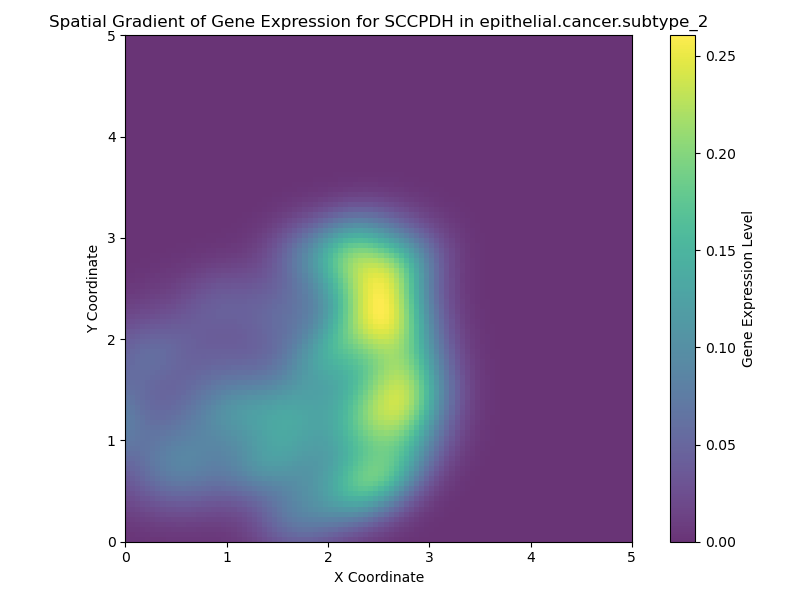 Spatial Gradient of Gene Expression for SCCPDH in epithelial.cancer.subtype_2
5
4
3
2
1
0
Y Coordinate
0 1 2 3 4 5
X Coordinate
0.25
0.20
0.15
0.10
0.05
0.00
Gene Expression Level